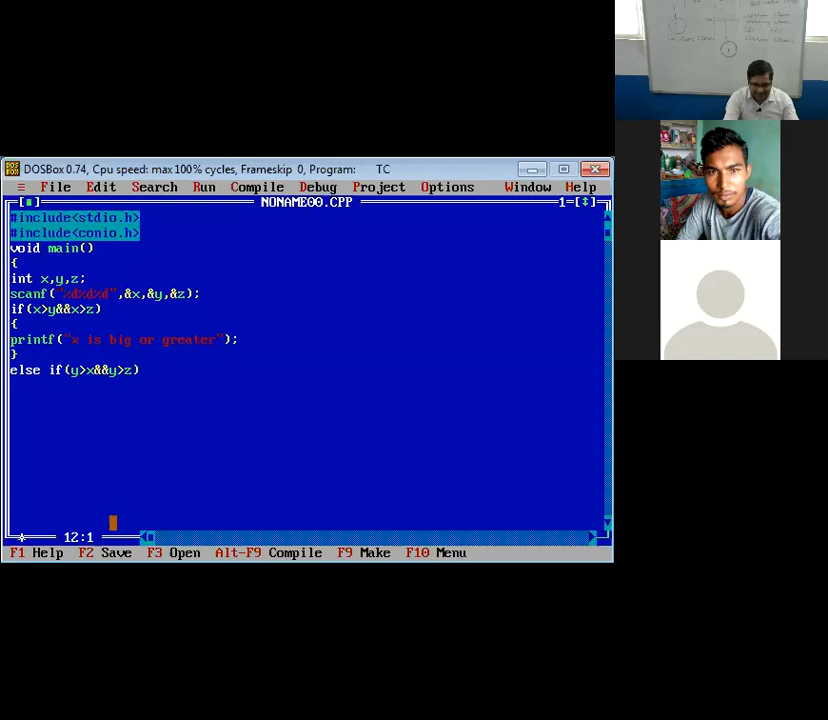 DOSBox 0.74, Cpu speed: max 100% cycles, Frameskip 0, Program: TC
≡ File Edit Search Run Compile Debug Project Options Window Help
[■] NONAME00.CPP 1=[↕]
#include<stdio.h>
#include<conio.h>
void main()
{
int x,y,z;
scanf("%d%d%d",&x,&y,&z);
if(x>y&&x>z)
{
printf("x is big or greater");
}
else if(y>x&&y>z)
* 12:1
F1 Help F2 Save F3 Open Alt-F9 Compile F9 Make F10 Menu